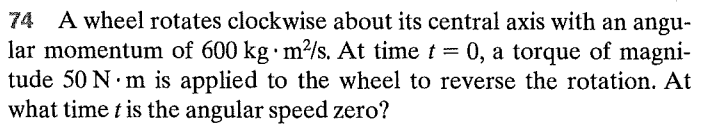 74 A wheel rotates clockwise about its central axis with an angu-
lar momentum of 600 kg · m²/s. At time t = 0, a torque of magni-
tude 50 N · m is applied to the wheel to reverse the rotation. At
what time t is the angular speed zero?